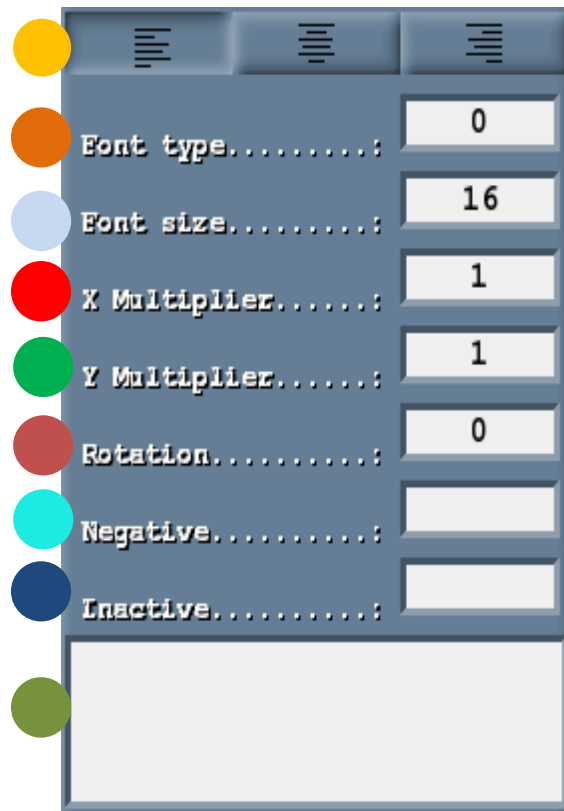 Font type.........: 0
Font size.........: 16
X Multiplier......: 1
Y Multiplier......: 1
Rotation..........: 0
Negative..........:
Inactive..........: